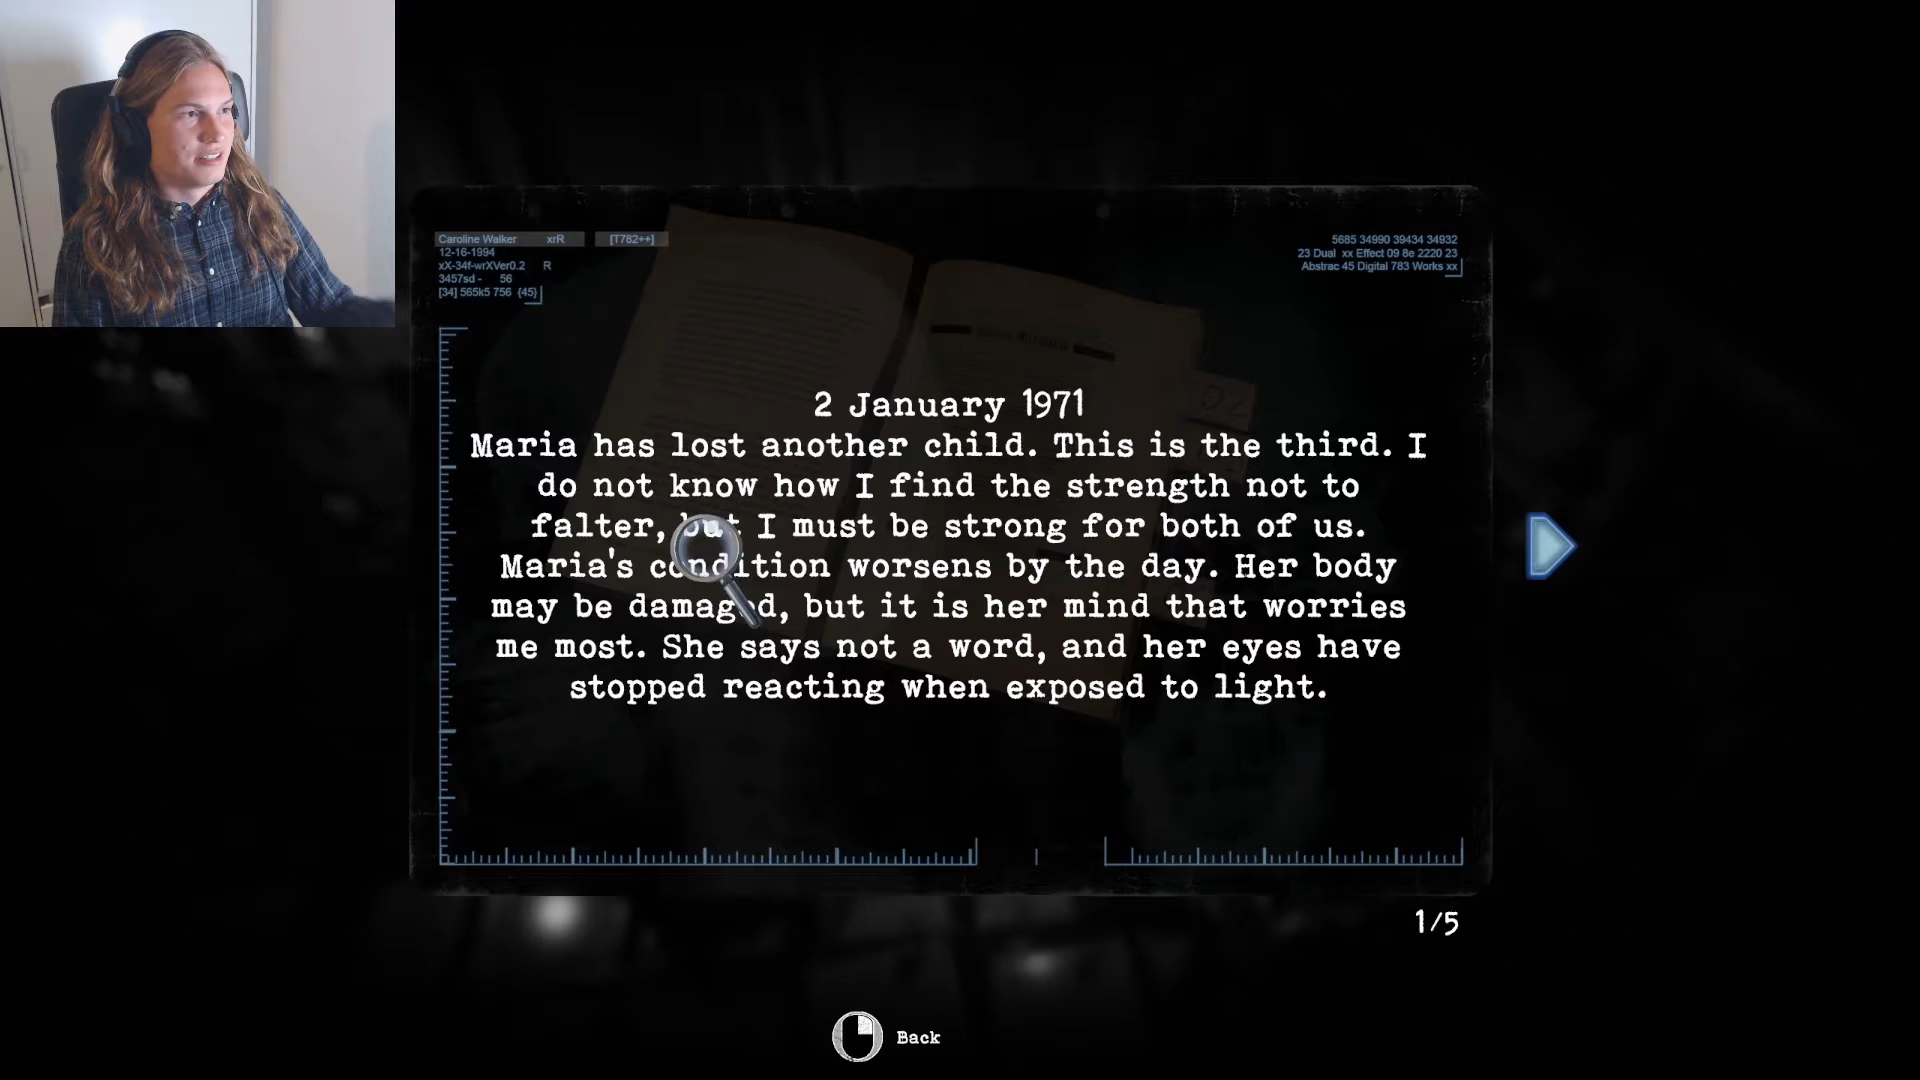 Caroline Walker xrR [T782++]
12-16-1994
xX-34f-wrXVer0.2 R
3457sd - 56
[34] 565k5 756 {45}
5685 34990 39434 34932
23 Dual xx Effect 09 8e 2220 23
Abstrac 45 Digital 783 Works xx
2 January 1971
Maria has lost another child. This is the third. I
do not know how I find the strength not to
falter, but I must be strong for both of us.
Maria's condition worsens by the day. Her body
may be damaged, but it is her mind that worries
me most. She says not a word, and her eyes have
stopped reacting when exposed to light.
1/5
Back